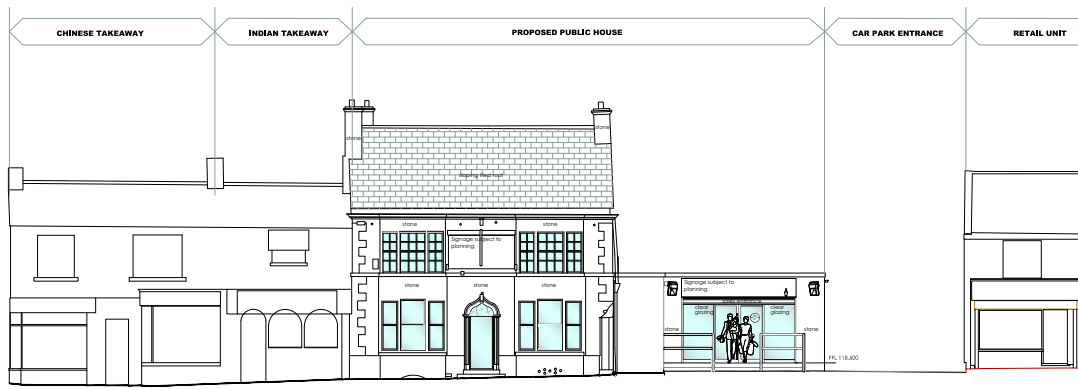 CHINESE TAKEAWAY
INDIAN TAKEAWAY
PROPOSED PUBLIC HOUSE
CAR PARK ENTRANCE
RETAIL UNIT
stone
stone
sloping tiled roof
stone
stone
Signage subject to
planning
stone
stone
stone
Signage subject to
planning
sales entrance
clear
glazing
clear
glazing
stone
stone
FFL 118.600